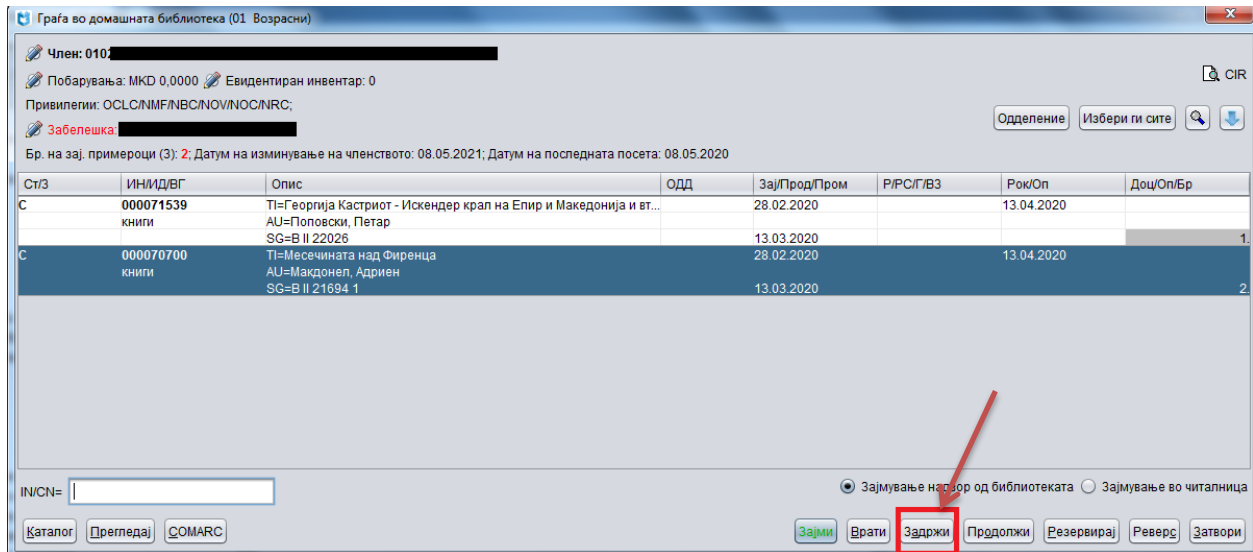 Граѓа во домашната библиотека (01 Возрасни)
Член: 0102
Побарувања: MKD 0,0000 Евидентиран инвентар: 0
CIR
Привилегии: OCLC/NMF/NBC/NOV/NOC/NRC;
Забелешка:
Одделение Избери ги сите
Бр. на зај. примероци (3): 2; Датум на изминување на членството: 08.05.2021; Датум на последната посета: 08.05.2020
Ст/З ИН/ИД/ВГ Опис ОДД Зај/Прод/Пром Р/РС/Г/ВЗ Рок/Оп Доц/Оп/Бр
С 000071539 TI=Георгија Кастриот - Искендер крал на Епир и Македонија и вт... 28.02.2020 13.04.2020
книги AU=Поповски, Петар
SG=В II 22026 13.03.2020 1.
С 000070700 TI=Месечината над Фиренца 28.02.2020 13.04.2020
книги AU=Макдонел, Адриен
SG=В II 21694 1 13.03.2020 2.
IN/CN= Зајмување надвор од библиотеката Зајмување во читалница
Каталог Прегледај COMARC Зајми Врати Задржи Продолжи Резервирај Реверс Затвори